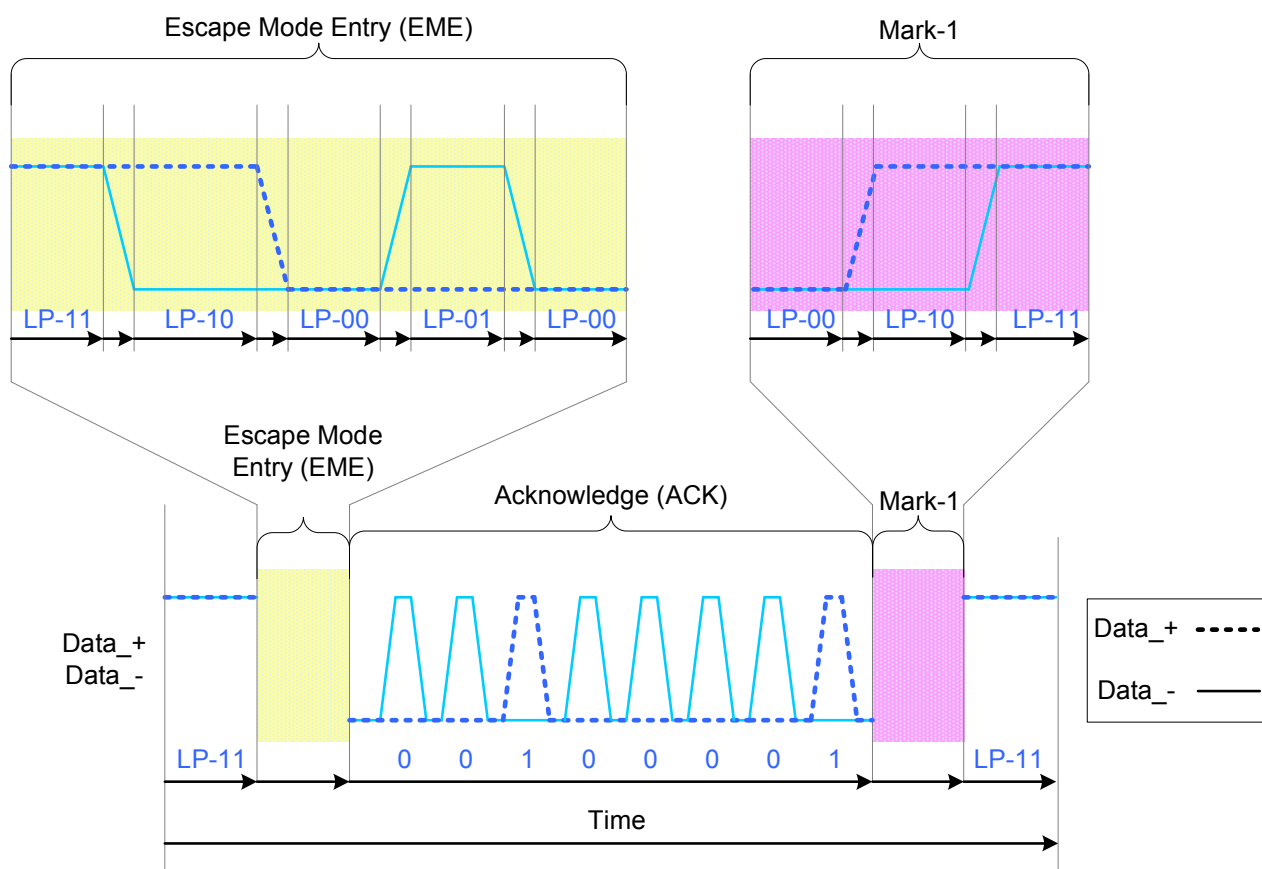 Escape Mode Entry (EME)
Mark-1
LP-11 LP-10 LP-00 LP-01 LP-00
LP-00 LP-10 LP-11
Escape Mode
Entry (EME)
Acknowledge (ACK)
Mark-1
Data_+
Data_-
Data_+
Data_-
LP-11 0 0 1 0 0 0 0 1 LP-11
Time